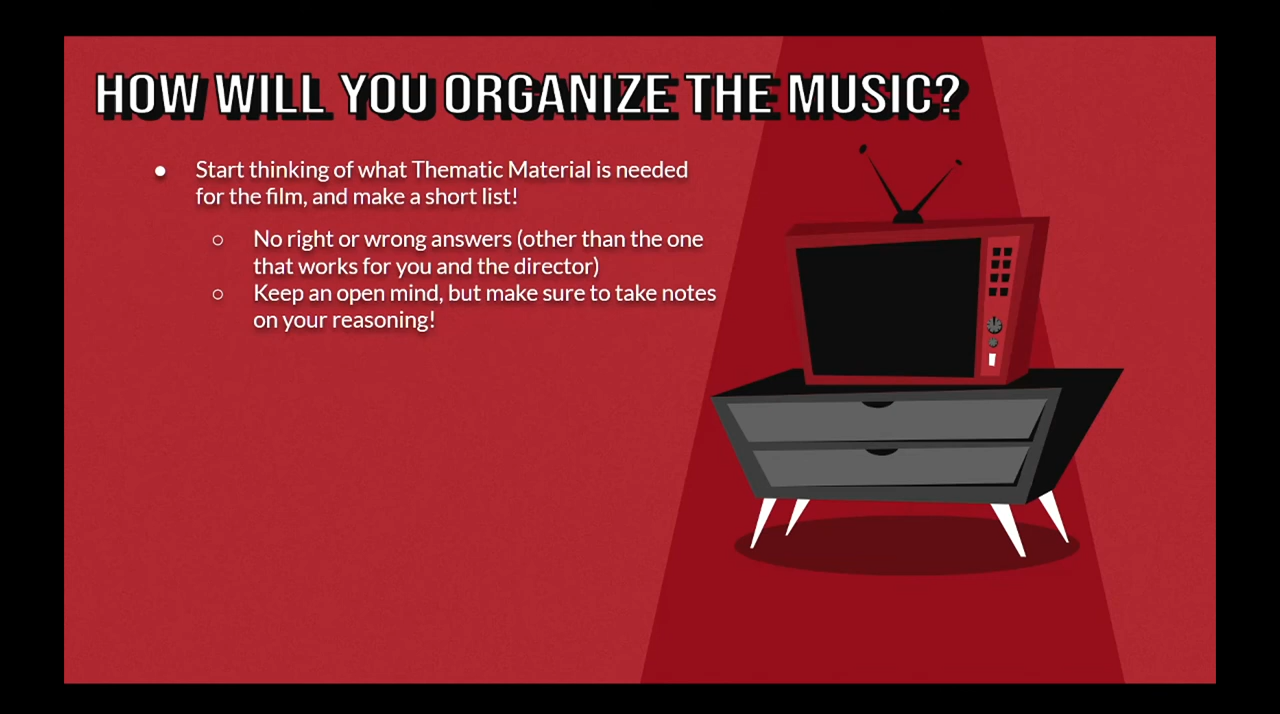 HOW WILL YOU ORGANIZE THE MUSIC?
● Start thinking of what Thematic Material is needed
for the film, and make a short list!
○ No right or wrong answers (other than the one
that works for you and the director)
○ Keep an open mind, but make sure to take notes
on your reasoning!